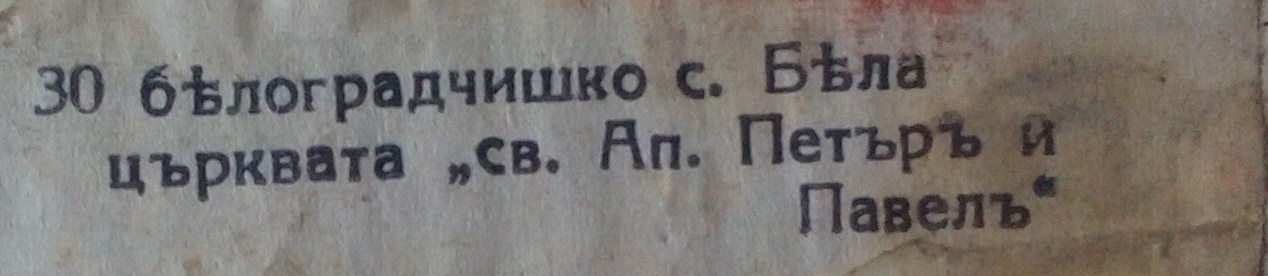 30 бѣлоградчишко с. Бѣла
църквата „св. Ап. Петъръ и
Павелъ“